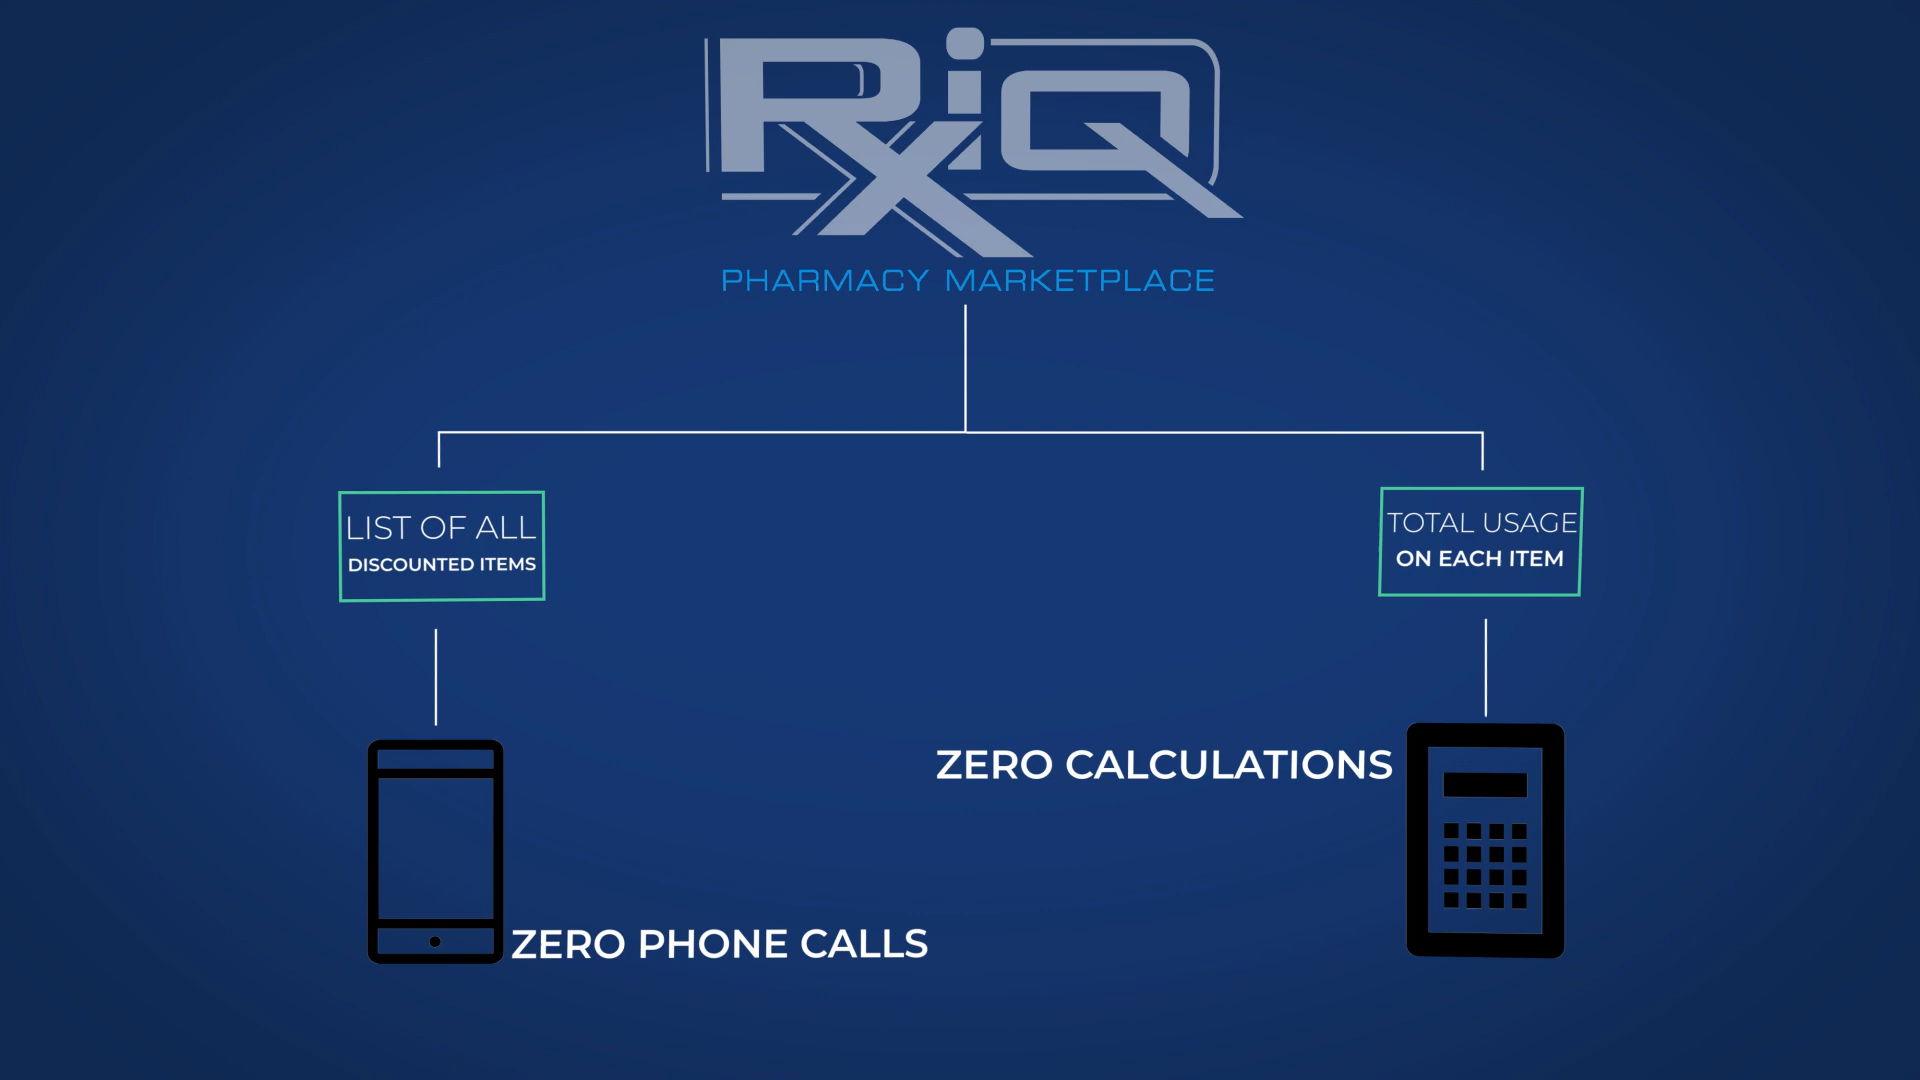 RxiQ
PHARMACY MARKETPLACE
LIST OF ALL
DISCOUNTED ITEMS
TOTAL USAGE
ON EACH ITEM
ZERO CALCULATIONS
ZERO PHONE CALLS